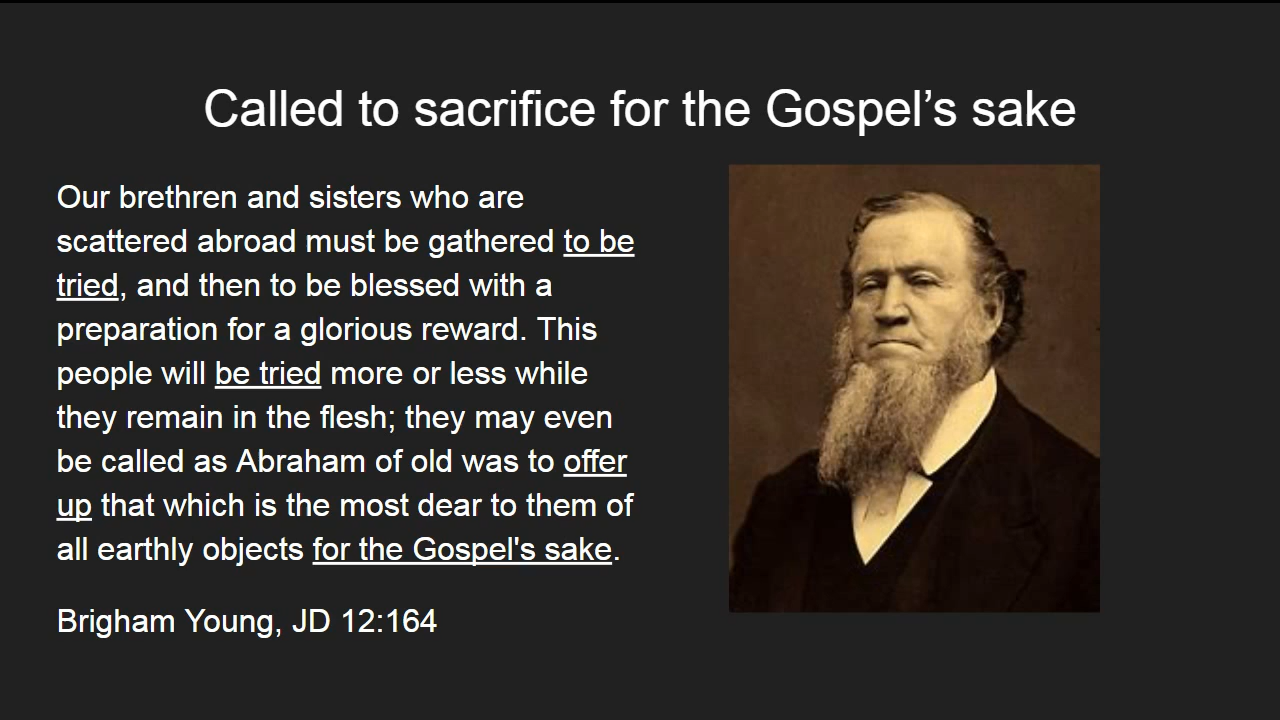 Called to sacrifice for the Gospel’s sake
Our brethren and sisters who are
scattered abroad must be gathered to be
tried, and then to be blessed with a
preparation for a glorious reward. This
people will be tried more or less while
they remain in the flesh; they may even
be called as Abraham of old was to offer
up that which is the most dear to them of
all earthly objects for the Gospel's sake.
Brigham Young, JD 12:164